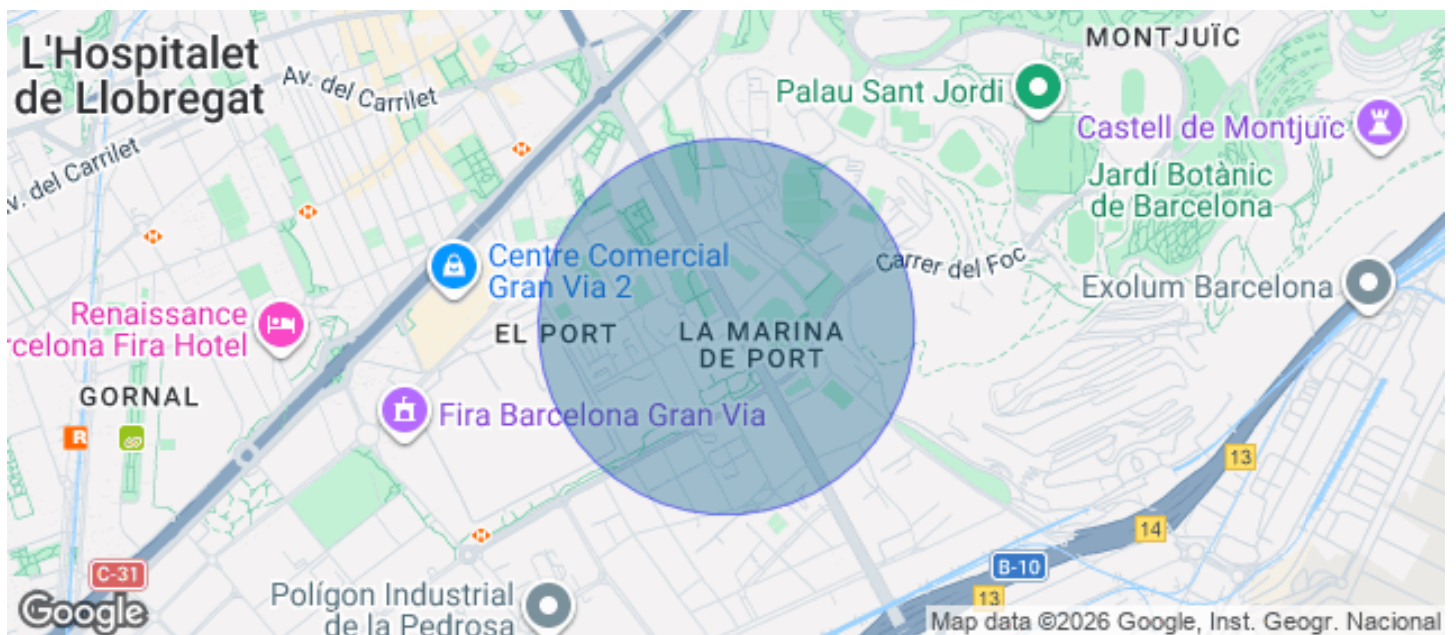 L'Hospitalet
de Llobregat
Av. del Carrilet
Av. del Carrilet
MONTJUÏC
Palau Sant Jordi
Castell de Montjuïc
Jardí Botànic
de Barcelona
Centre Comercial
Gran Via 2
Carrer del Foc
Exolum Barcelona
Renaissance
rcelona Fira Hotel
EL PORT
LA MARINA
DE PORT
GORNAL
Fira Barcelona Gran Via
R
13
14
C-31
B-10
13
Polígon Industrial
de la Pedrosa
Google
Map data ©2026 Google, Inst. Geogr. Nacional